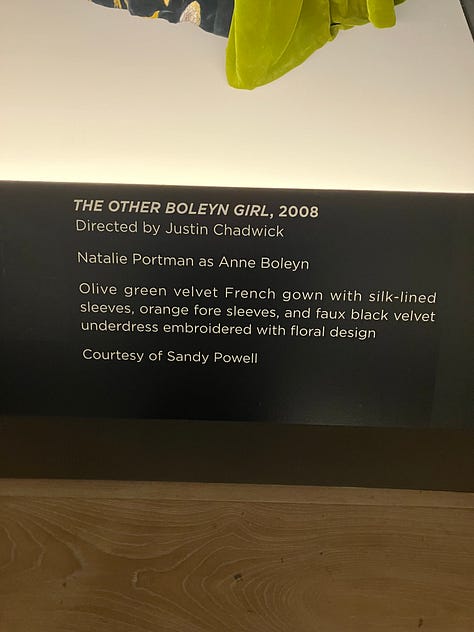 THE OTHER BOLEYN GIRL, 2008
Directed by Justin Chadwick
Natalie Portman as Anne Boleyn
Olive green velvet French gown with silk-lined
sleeves, orange fore sleeves, and faux black velvet
underdress embroidered with floral design
Courtesy of Sandy Powell